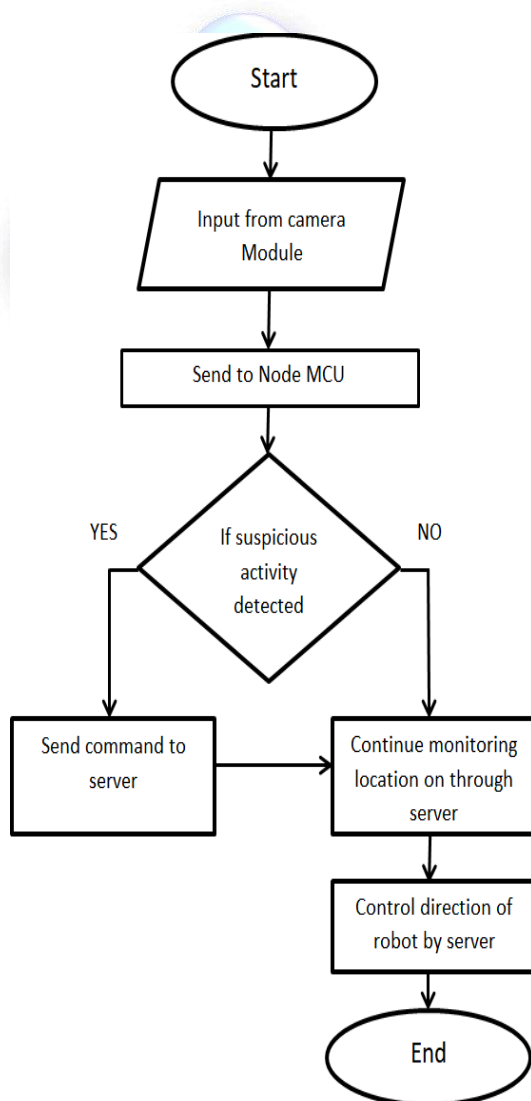 Start
Input from camera
Module
Send to Node MCU
If suspicious
activity
detected
YES
NO
Send command to
server
Continue monitoring
location on through
server
Control direction of
robot by server
End